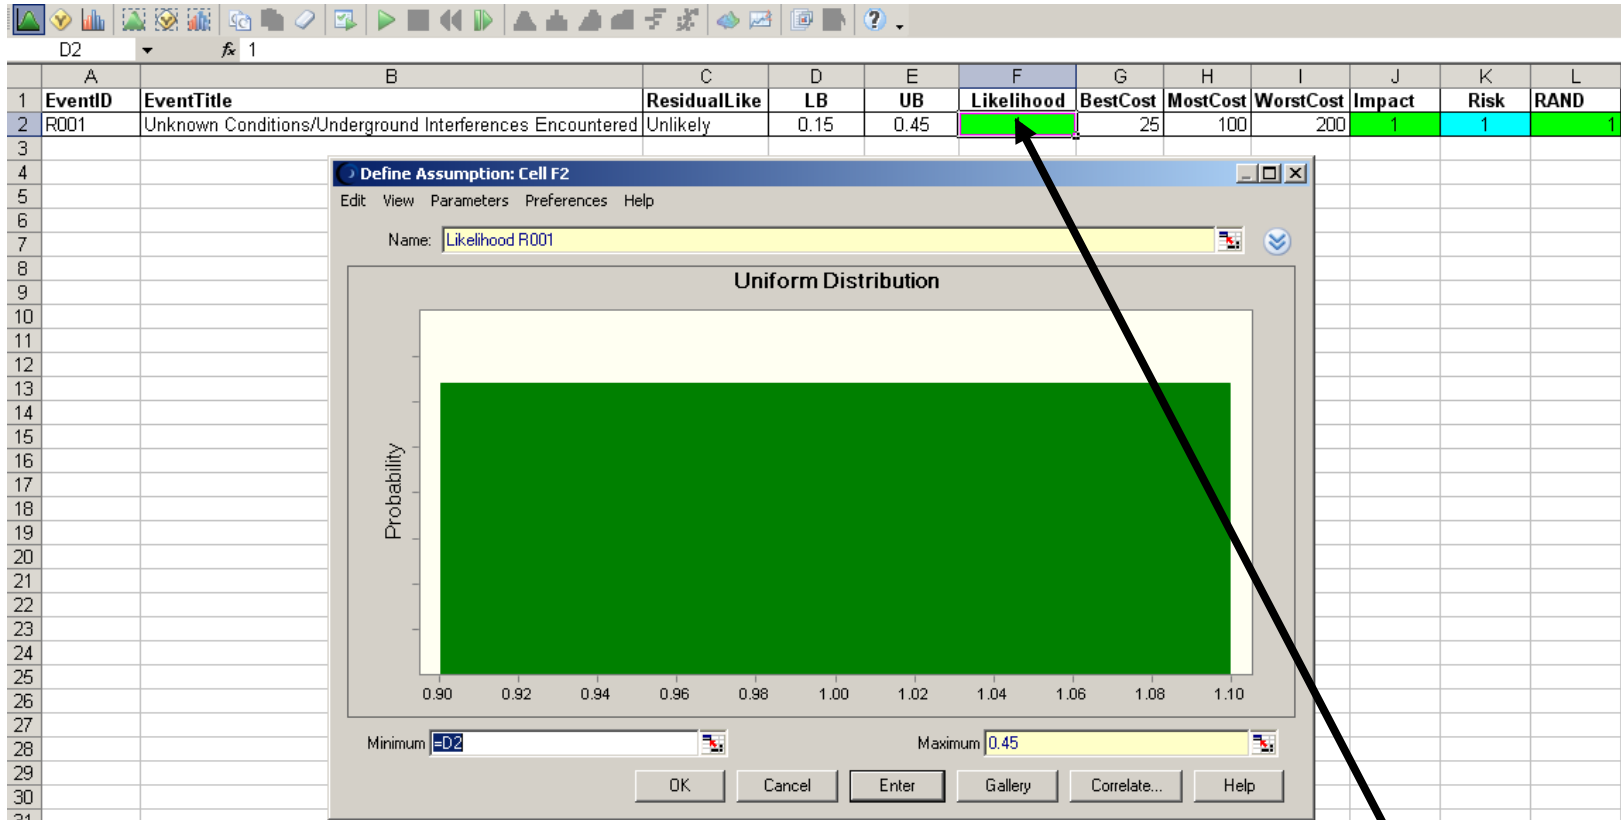 D2 fx 1
A B C D E F G H I J K L
1 EventID EventTitle ResidualLike LB UB Likelihood BestCost MostCost WorstCost Impact Risk RAND
2 R001 Unknown Conditions/Underground Interferences Encountered Unlikely 0.15 0.45 25 100 200 1 1 1
3
4
5
6
7
8
9
10
11
12
13
14
15
16
17
18
19
20
21
22
23
24
25
26
27
28
29
30
31
Define Assumption: Cell F2
Edit View Parameters Preferences Help
Name: Likelihood R001
Uniform Distribution
Probability
0.90 0.92 0.94 0.96 0.98 1.00 1.02 1.04 1.06 1.08 1.10
Minimum =D2 Maximum 0.45
OK Cancel Enter Gallery Correlate... Help